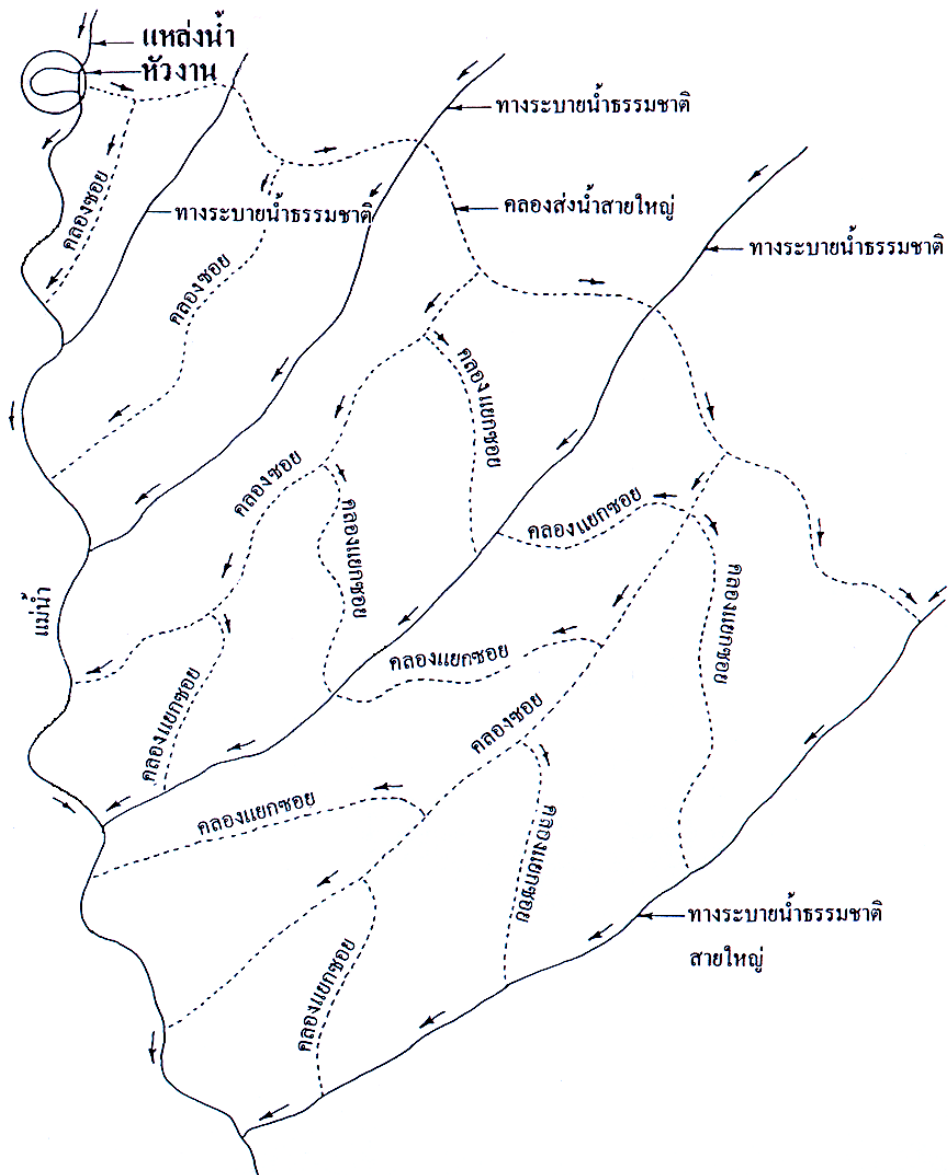 แหล่งน้ำ
หัวงาน
ทางระบายน้ำธรรมชาติ
คลองซอย
ทางระบายน้ำธรรมชาติ
คลองส่งน้ำสายใหญ่
ทางระบายน้ำธรรมชาติ
คลองซอย
คลองแยกซอย
คลองซอย
คลองแยกซอย
คลองแยกซอย
คลองแยกซอย
แม่น้ำ
คลองแยกซอย
คลองแยกซอย
คลองซอย
คลองแยกซอย
คลองแยกซอย
คลองแยกซอย
ทางระบายน้ำธรรมชาติ
สายใหญ่
คลองแยกซอย